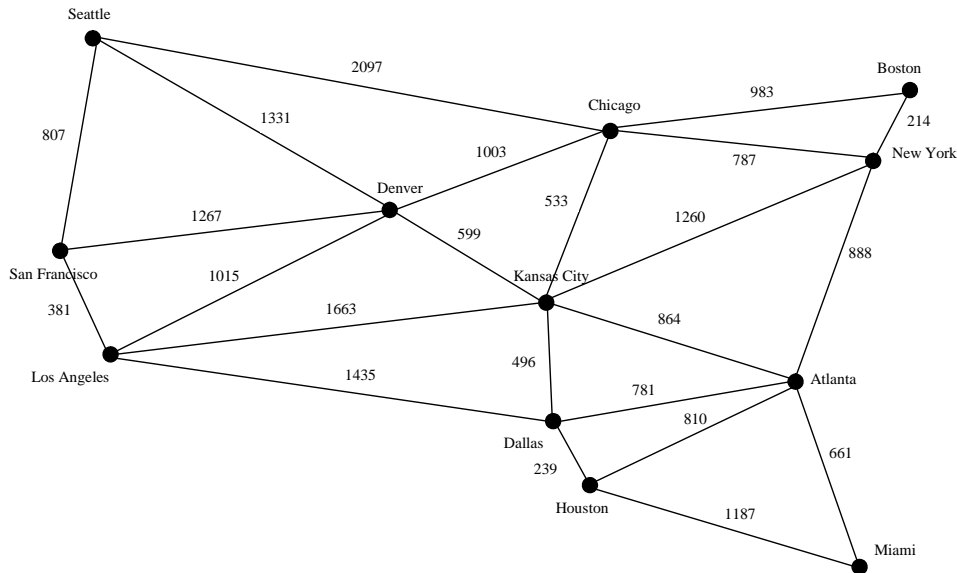 Seattle
2097
Boston
983
Chicago
214
807
1331
787
New York
1003
Denver
533
1260
1267
599
888
San Francisco
1015
Kansas City
381
1663
864
Los Angeles
496
1435
781
Atlanta
810
Dallas
239
661
Houston
1187
Miami